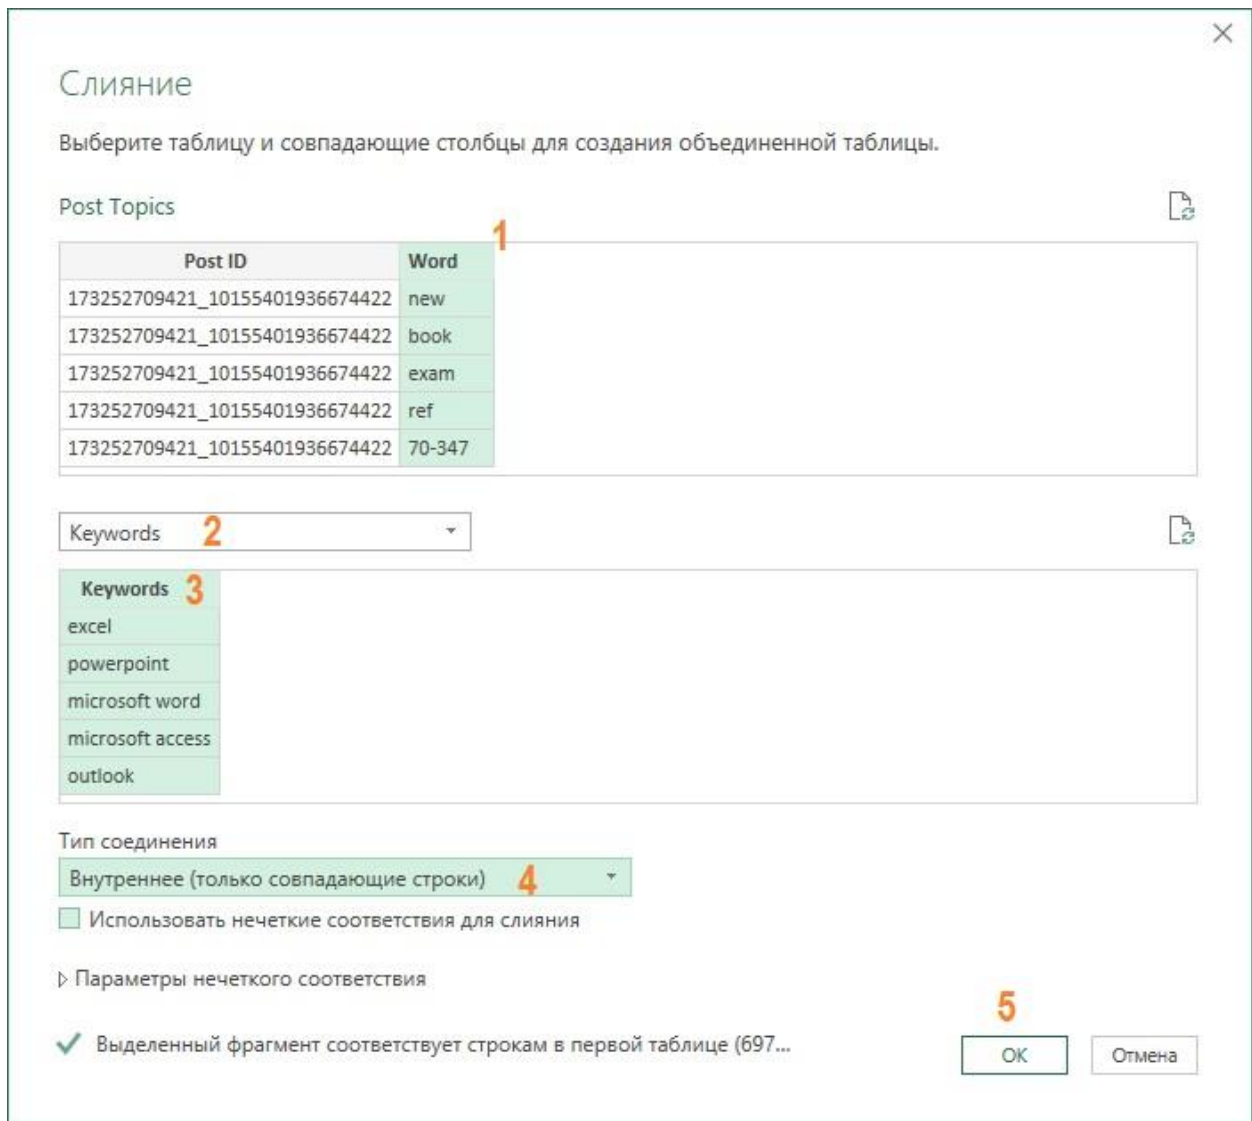 Слияние
Выберите таблицу и совпадающие столбцы для создания объединенной таблицы.
Post Topics
1
Post ID Word
173252709421_10155401936674422 new
173252709421_10155401936674422 book
173252709421_10155401936674422 exam
173252709421_10155401936674422 ref
173252709421_10155401936674422 70-347
Keywords 2
Keywords 3
excel
powerpoint
microsoft word
microsoft access
outlook
Тип соединения
Внутреннее (только совпадающие строки) 4
Использовать нечеткие соответствия для слияния
Параметры нечеткого соответствия
5
Выделенный фрагмент соответствует строкам в первой таблице (697...
ОК Отмена